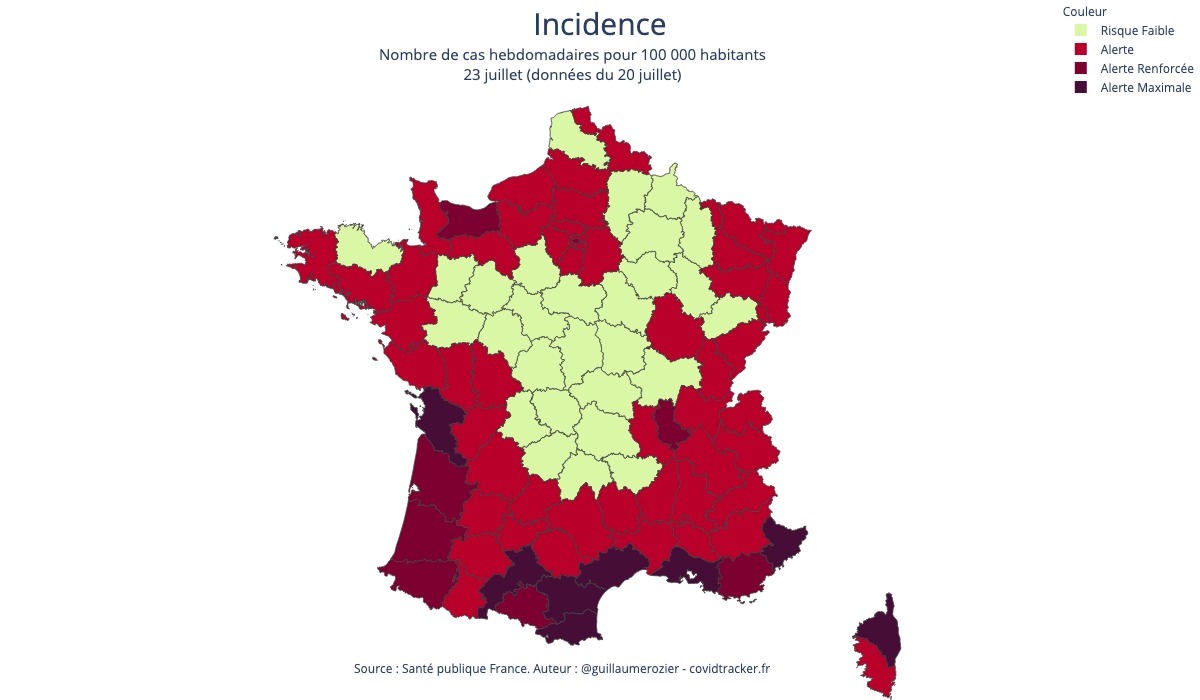 Incidence
Nombre de cas hebdomadaires pour 100 000 habitants
23 juillet (données du 20 juillet)
Couleur
Risque Faible
Alerte
Alerte Renforcée
Alerte Maximale
Source : Santé publique France. Auteur : @guillaumerozier - covidtracker.fr